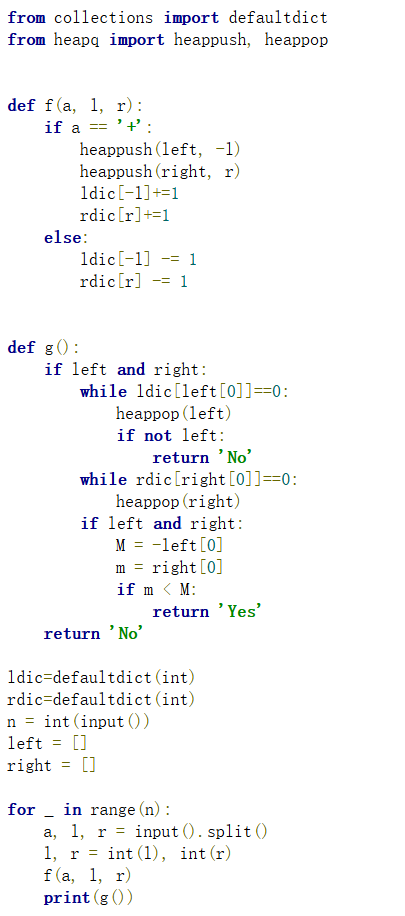 from collections import defaultdict
from heapq import heappush, heappop
def f(a, l, r):
    if a == '+':
        heappush(left, -l)
        heappush(right, r)
        ldic[-l]+=1
        rdic[r]+=1
    else:
        ldic[-l] -= 1
        rdic[r] -= 1
def g():
    if left and right:
        while ldic[left[0]]==0:
            heappop(left)
            if not left:
                return 'No'
        while rdic[right[0]]==0:
            heappop(right)
        if left and right:
            M = -left[0]
            m = right[0]
            if m < M:
                return 'Yes'
    return 'No'
ldic=defaultdict(int)
rdic=defaultdict(int)
n = int(input())
left = []
right = []
for _ in range(n):
    a, l, r = input().split()
    l, r = int(l), int(r)
    f(a, l, r)
    print(g())